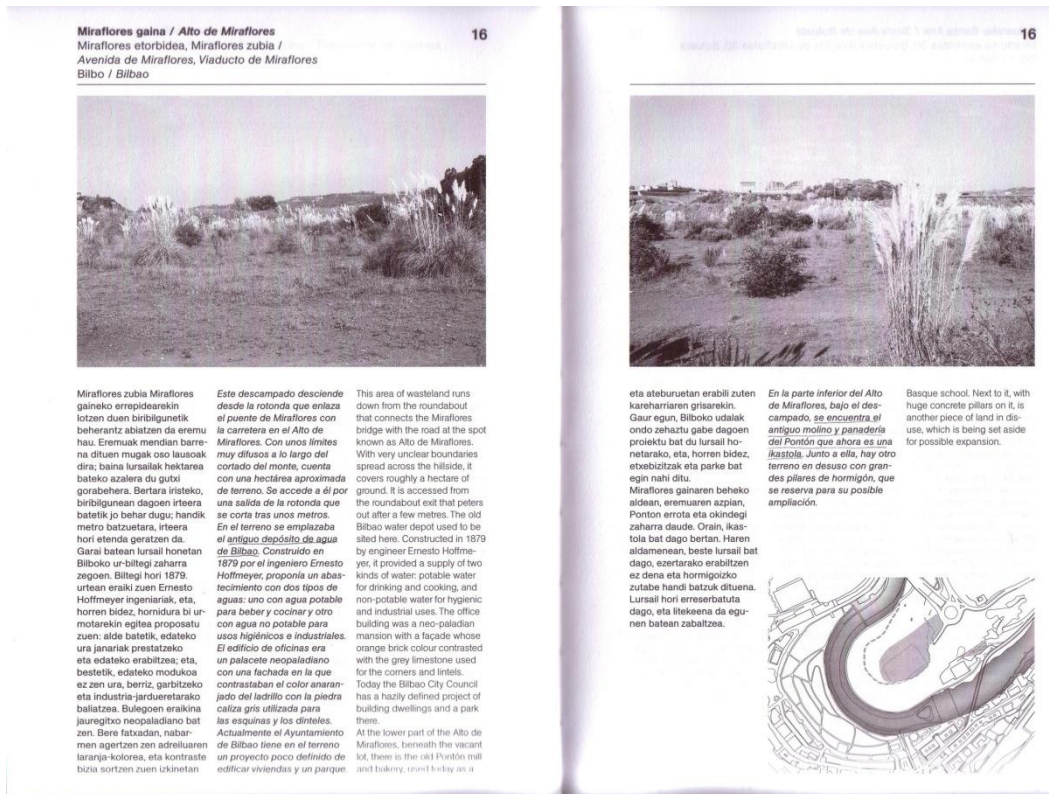 Miraflores gaina / Alto de Miraflores
Miraflores etorbidea, Miraflores zubia /
Avenida de Miraflores, Viaducto de Miraflores
Bilbo / Bilbao
16
Miraflores zubia Miraflores
gaineko errepidearekin
lotzen duen biribilgunetik
beherantz abiatzen da eremu
hau. Eremuak mendian barre-
na dituen mugak oso lausoak
dira; baina lursailak hektarea
bateko azalera du gutxi
gorabehera. Bertara iristeko,
biribilgunean dagoen irteera
batetik jo behar dugu; handik
metro batzuetara, irteera
hori etenda geratzen da.
Garai batean lursail honetan
Bilboko ur-biltegi zaharra
zegoen. Biltegi hori 1879.
urtean eraiki zuen Ernesto
Hoffmeyer ingeniariak, eta,
horren bidez, hornidura bi ur-
motarekin egitea proposatu
zuen: alde batetik, edateko
ura janariak prestatzeko
eta edateko erabiltzea; eta,
bestetik, edateko modukoa
ez zen ura, berriz, garbitzeko
eta industria-jardueretarako
baliatzea. Bulegoen eraikina
jauregitxo neopaladiano bat
zen. Bere fatxadan, nabar-
men agertzen zen adreiluaren
laranja-kolorea, eta kontraste
bizia sortzen zuen izkinetan
Este descampado desciende
desde la rotonda que enlaza
el puente de Miraflores con
la carretera en el Alto de
Miraflores. Con unos límites
muy difusos a lo largo del
cortado del monte, cuenta
con una hectárea aproximada
de terreno. Se accede a él por
una salida de la rotonda que
se corta tras unos metros.
En el terreno se emplazaba
el antiguo depósito de agua
de Bilbao. Construido en
1879 por el ingeniero Ernesto
Hoffmeyer, proponía un abas-
tecimiento con dos tipos de
aguas: uno con agua potable
para beber y cocinar y otro
con agua no potable para
usos higiénicos e industriales.
El edificio de oficinas era
un palacete neopaladiano
con una fachada en la que
contrastaban el color anaran-
jado del ladrillo con la piedra
caliza gris utilizada para
las esquinas y los dinteles.
Actualmente el Ayuntamiento
de Bilbao tiene en el terreno
un proyecto poco definido de
edificar viviendas y un parque.
This area of wasteland runs
down from the roundabout
that connects the Miraflores
bridge with the road at the spot
known as Alto de Miraflores.
With very unclear boundaries
spread across the hillside, it
covers roughly a hectare of
ground. It is accessed from
the roundabout exit that peters
out after a few metres. The old
Bilbao water depot used to be
sited here. Constructed in 1879
by engineer Ernesto Hoffme-
yer, it provided a supply of two
kinds of water: potable water
for drinking and cooking, and
non-potable water for hygienic
and industrial uses. The office
building was a neo-paladian
mansion with a façade whose
orange brick colour contrasted
with the grey limestone used
for the corners and lintels.
Today the Bilbao City Council
has a hazily defined project of
building dwellings and a park
there.
At the lower part of the Alto de
Miraflores, beneath the vacant
lot, there is the old Pontón mill
and bakery, used today as a
16
eta ateburuetan erabili zuten
kareharriaren grisarekin.
Gaur egun, Bilboko udalak
ondo zehaztu gabe dagoen
proiektu bat du lursail ho-
netarako, eta, horren bidez,
etxebizitzak eta parke bat
egin nahi ditu.
Miraflores gainaren beheko
aldean, eremuaren azpian,
Ponton errota eta okindegi
zaharra daude. Orain, ikas-
tola bat dago bertan. Haren
aldamenean, beste lursail bat
dago, ezertarako erabiltzen
ez dena eta hormigoizko
zutabe handi batzuk dituena.
Lursail hori erreserbatuta
dago, eta litekeena da egu-
nen batean zabaltzea.
En la parte inferior del Alto
de Miraflores, bajo el des-
campado, se encuentra el
antiguo molino y panadería
del Pontón que ahora es una
ikastola. Junto a ella, hay otro
terreno en desuso con gran-
des pilares de hormigón, que
se reserva para su posible
ampliación.
Basque school. Next to it, with
huge concrete pillars on it, is
another piece of land in dis-
use, which is being set aside
for possible expansion.